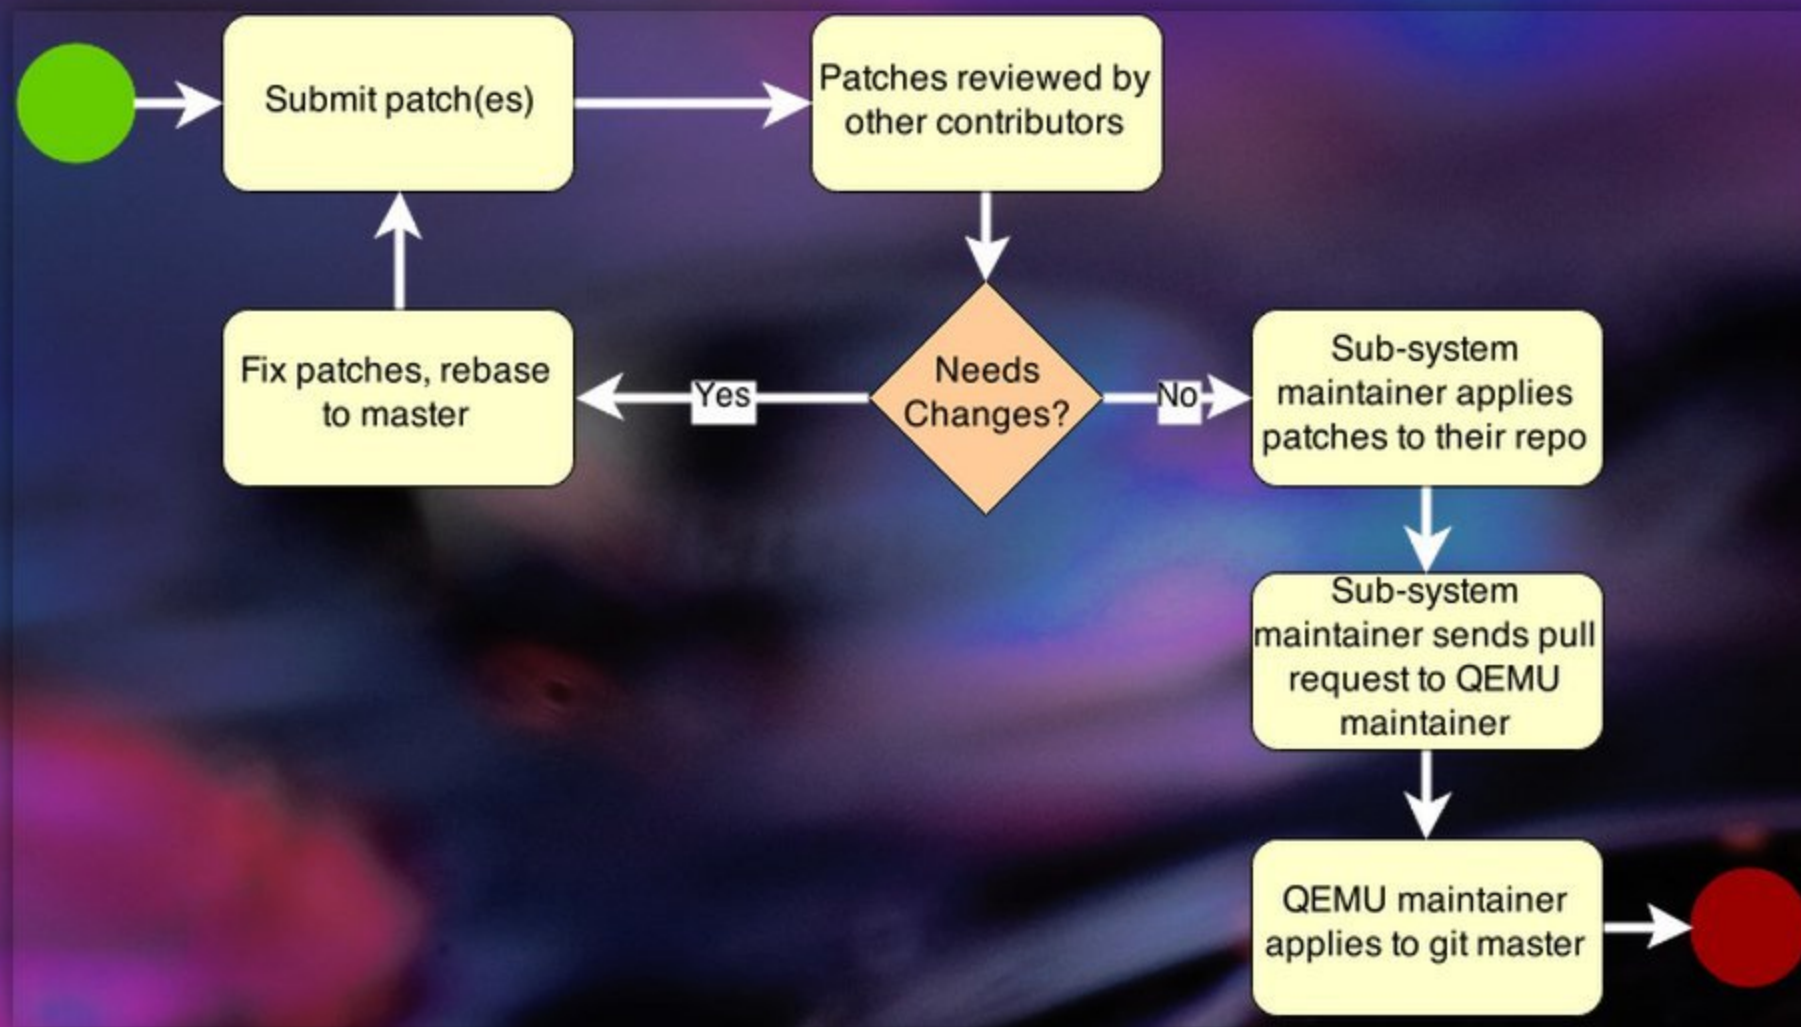 Submit patch(es)
Patches reviewed by
other contributors
Fix patches, rebase
to master
Yes
Needs
Changes?
No
Sub-system
maintainer applies
patches to their repo
Sub-system
maintainer sends pull
request to QEMU
maintainer
QEMU maintainer
applies to git master